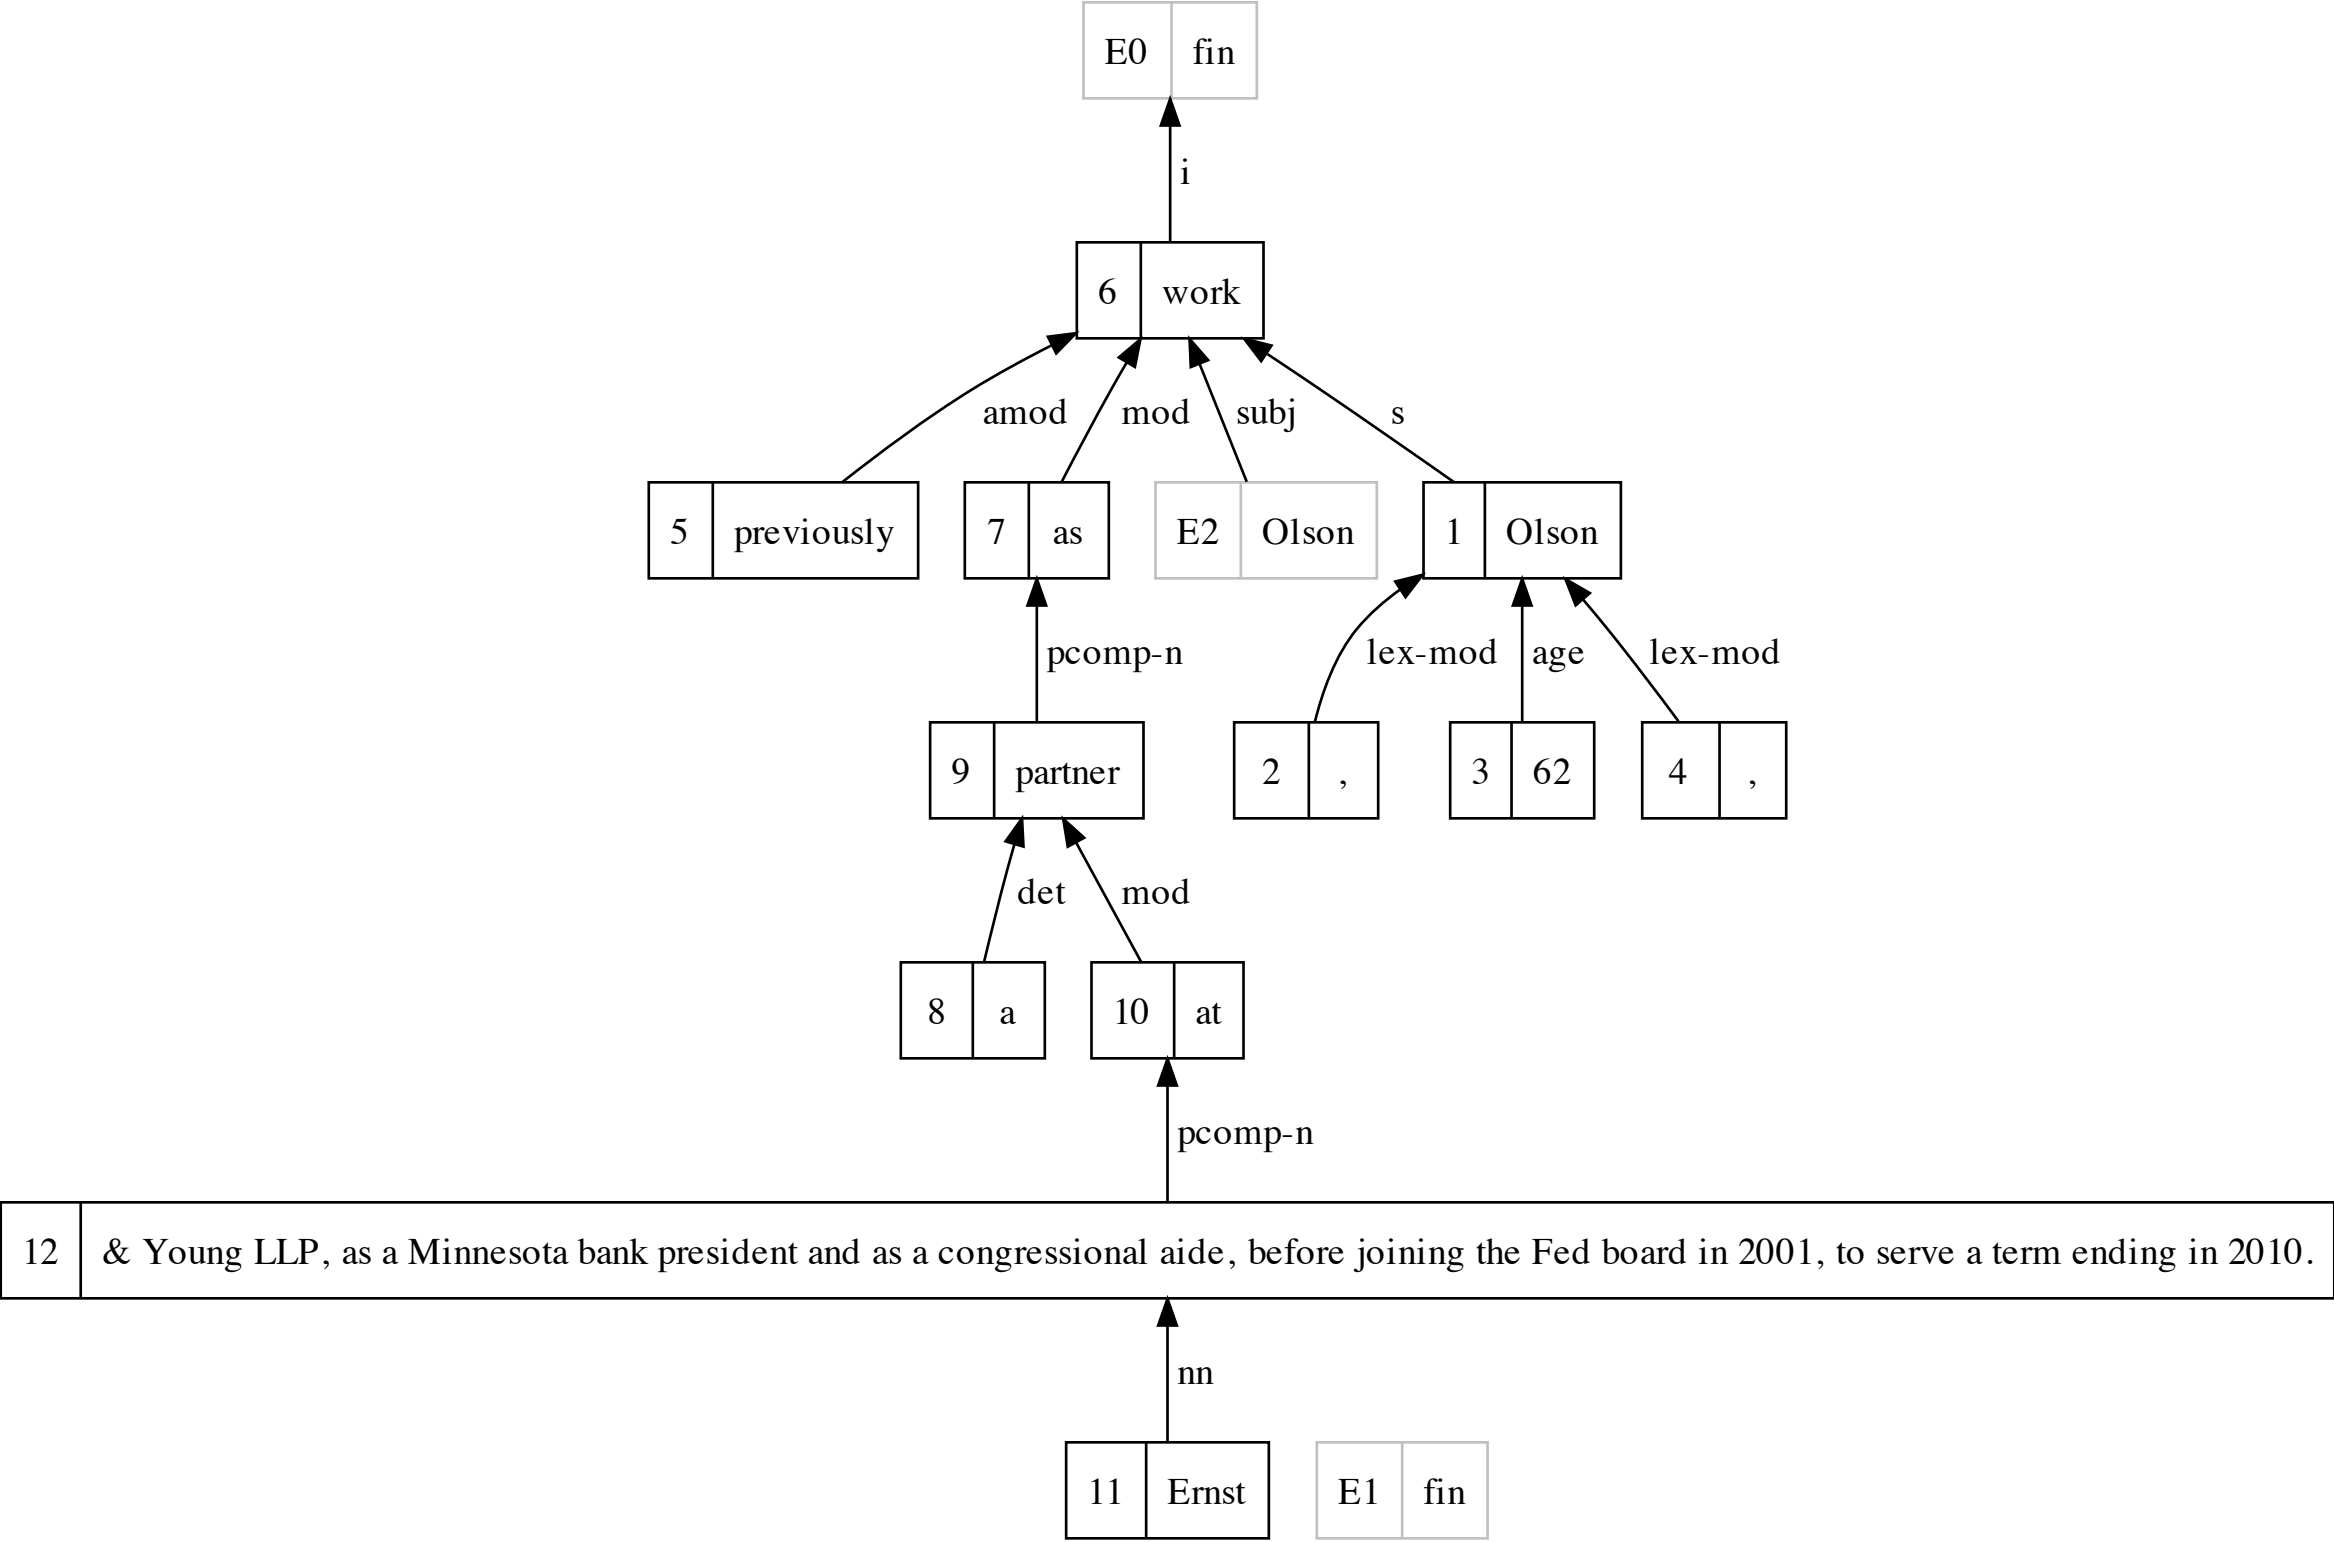 E0 fin
i
6 work
amod mod subj s
5 previously 7 as E2 Olson 1 Olson
pcomp-n lex-mod age lex-mod
9 partner 2 , 3 62 4 ,
det mod
8 a 10 at
pcomp-n
12 & Young LLP, as a Minnesota bank president and as a congressional aide, before joining the Fed board in 2001, to serve a term ending in 2010.
nn
11 Ernst E1 fin